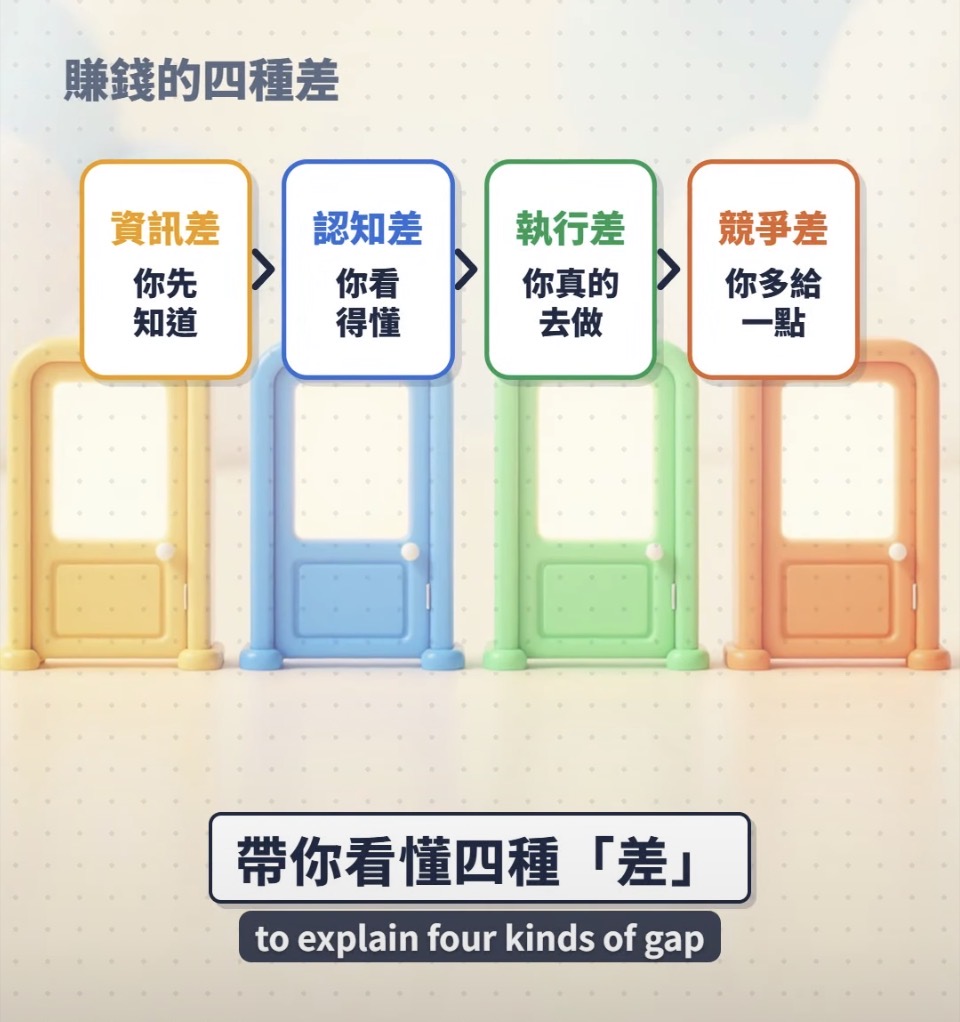 賺錢的四種差
資訊差
你先
知道
認知差
你看
得懂
執行差
你真的
去做
競爭差
你多給
一點
帶你看懂四種「差」
to explain four kinds of gap